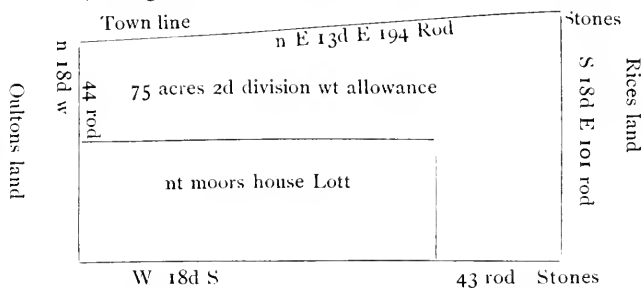 Town line
Stones
n E 13d E 194 Rod
n 18d w
44 rod
75 acres 2d division wt allowance
Oultons land
S 18d E 101 rod
Rices land
nt moors house Lott
W 18d S
43 rod Stones